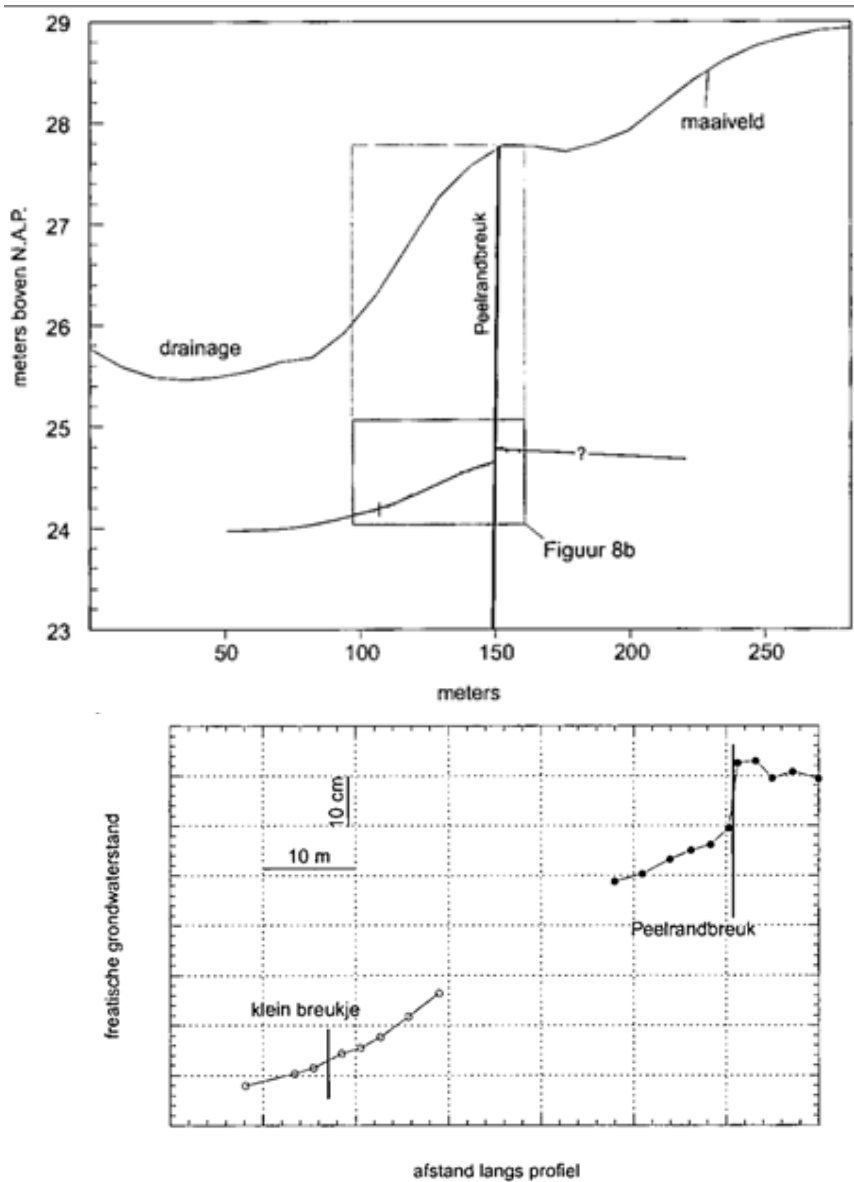 29
28
27
26
25
24
23
meters boven N.A.P.
maaiveld
Peelrandbreuk
drainage
?
Figuur 8b
50
100
150
200
250
meters
freatische grondwaterstand
10 cm
10 m
Peelrandbreuk
klein breukje
afstand langs profiel